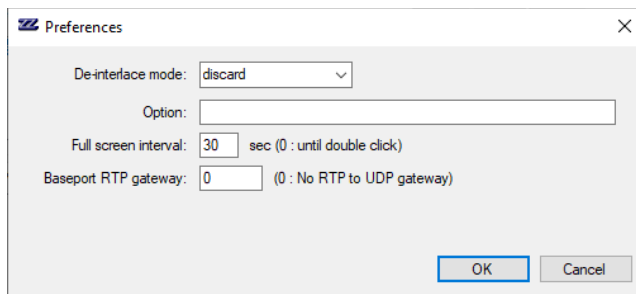 Preferences
De-interlace mode: discard
Option:
Full screen interval: 30 sec (0 : until double click)
Baseport RTP gateway: 0 (0 : No RTP to UDP gateway)
OK Cancel